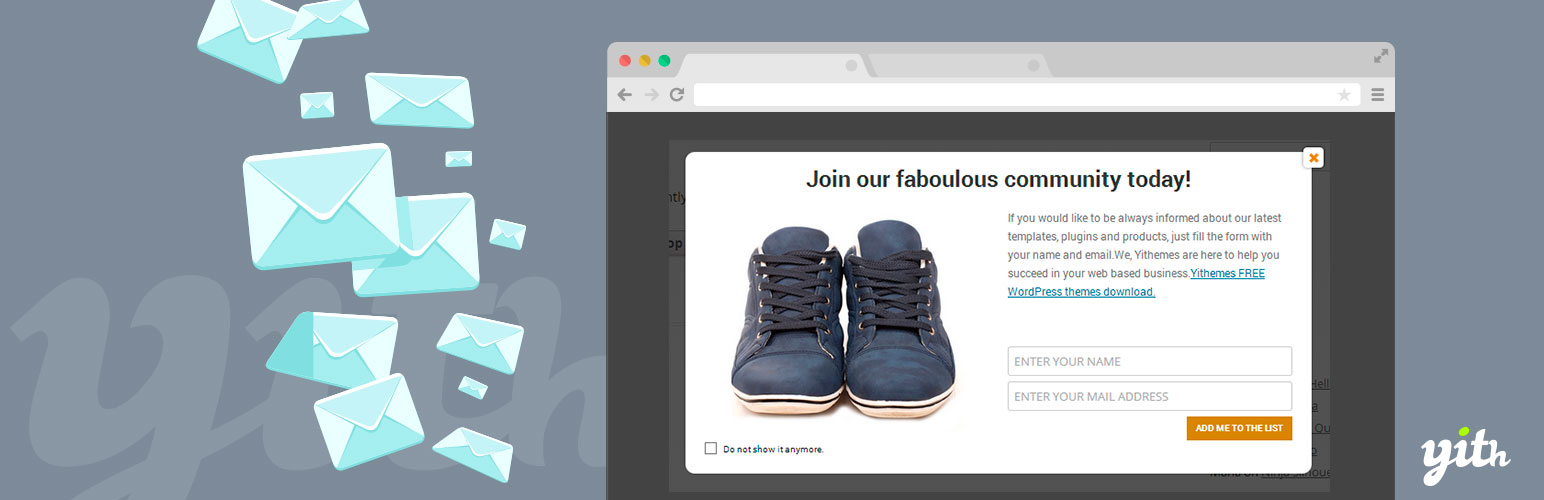 yith
Join our faboulous community today!
If you would like to be always informed about our latest
templates, plugins and products, just fill the form with
your name and email.We, Yithemes are here to help you
succeed in your web based business.Yithemes FREE
WordPress themes download.
ENTER YOUR NAME
ENTER YOUR MAIL ADDRESS
ADD ME TO THE LIST
Do not show it anymore.
yith